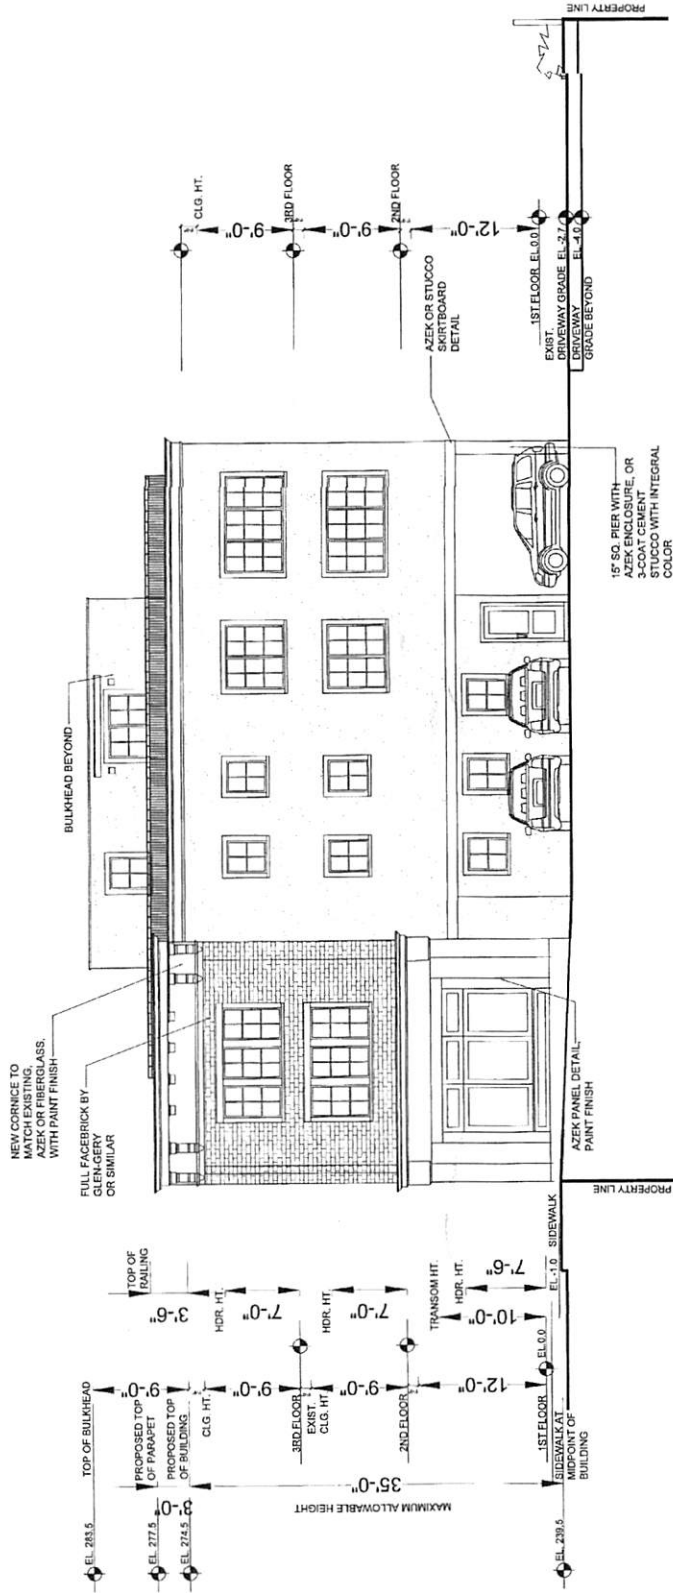 EL. 283.5
TOP OF BULKHEAD
9'-0"
EL. 277.5
PROPOSED TOP
OF PARAPET
3'-0"
EL. 274.5
PROPOSED TOP
OF BUILDING
MAXIMUM ALLOWABLE HEIGHT
35'-0"
CLG. HT.
9'-0"
3RD FLOOR
EXIST.
CLG. HT.
9'-0"
2ND FLOOR
12'-0"
1ST FLOOR
EL.0.0
SIDEWALK AT
MIDPOINT OF
BUILDING
EL. 239.5
TOP OF
RAILING
3'-6"
HDR. HT.
7'-0"
HDR. HT.
7'-0"
TRANSOM HT.
HDR. HT.
10'-0"
7'-6"
EL. -1.0
SIDEWALK
PROPERTY LINE
NEW CORNICE TO
MATCH EXISTING,
AZEK OR FIBERGLASS,
WITH PAINT FINISH
FULL FACEBRICK BY
GLEN-GERY
OR SIMILAR
AZEK PANEL DETAIL,
PAINT FINISH
BULKHEAD BEYOND
AZEK OR STUCCO
SKIRTBOARD
DETAIL
15" SQ. PIER WITH
AZEK ENCLOSURE, OR
3-COAT CEMENT
STUCCO WITH INTEGRAL
COLOR
CLG. HT.
9'-0"
3RD FLOOR
9'-0"
2ND FLOOR
12'-0"
1ST FLOOR EL.0.0
EXIST.
DRIVEWAY GRADE EL.-2.7
DRIVEWAY
GRADE BEYOND
EL.-4.0
PROPERTY LINE